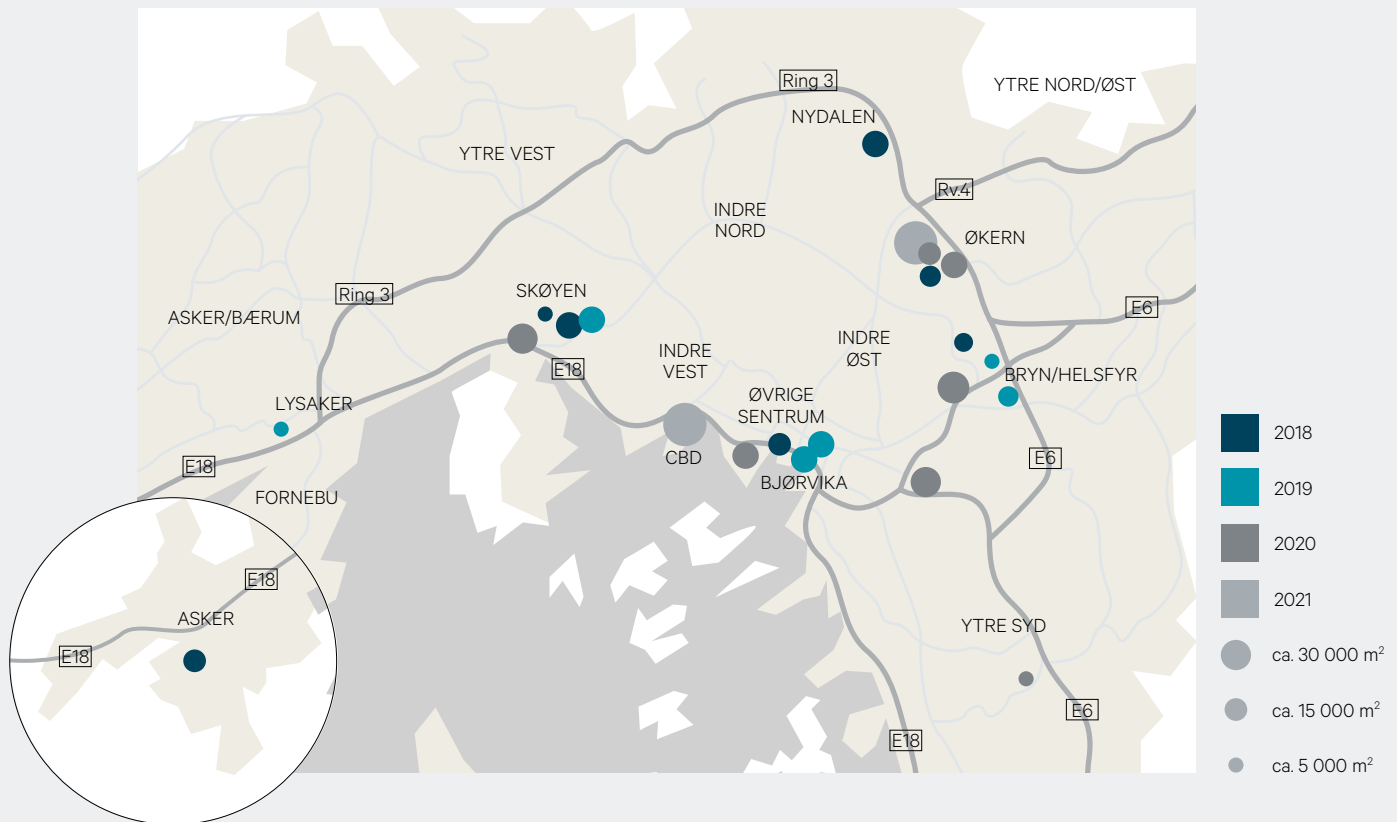 Ring 3
YTRE NORD/ØST
NYDALEN
YTRE VEST
Rv.4
INDRE
NORD
ØKERN
SKØYEN
Ring 3
E6
ASKER/BÆRUM
INDRE
ØST
INDRE
VEST
E18
BRYN/HELSFYR
ØVRIGE
SENTRUM
LYSAKER
CBD
E6
E18
BJØRVIKA
FORNEBU
E18
ASKER
E18
YTRE SYD
E6
E18
2018
2019
2020
2021
ca. 30 000 m²
ca. 15 000 m²
ca. 5 000 m²